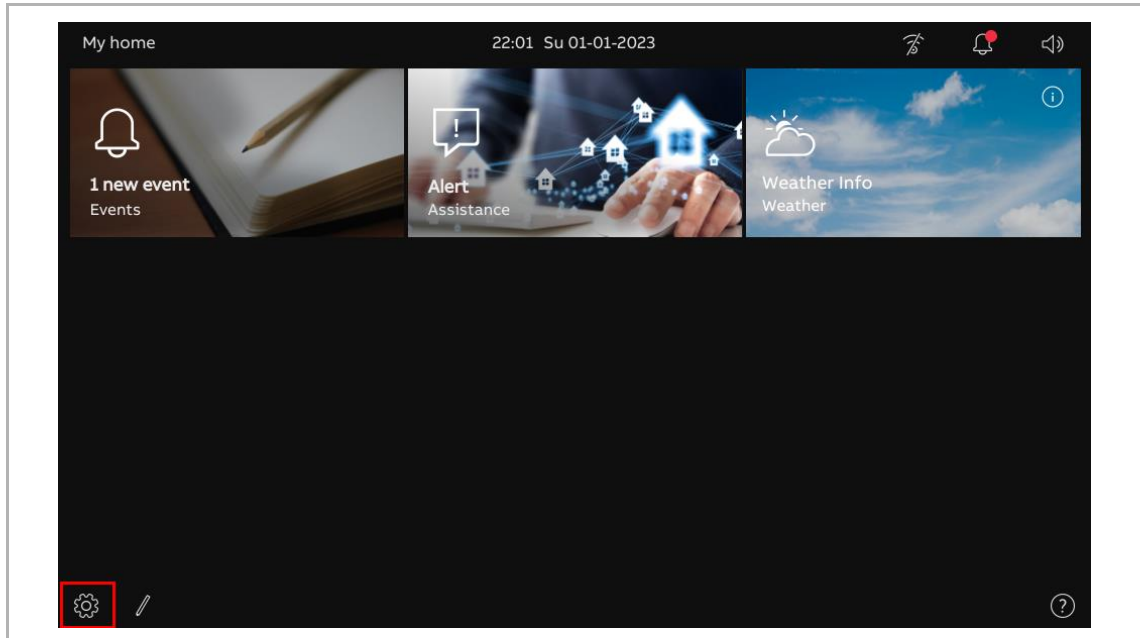 My home
22:01 Su 01-01-2023
1 new event
Events
Alert
Assistance
Weather Info
Weather